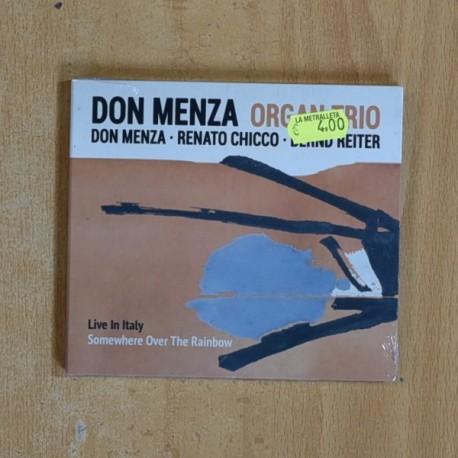 DON MENZA ORGAN TRIO
DON MENZA · RENATO CHICCO · BERND REITER
LA METRALLETA
€ 4,00
Live In Italy
Somewhere Over The Rainbow